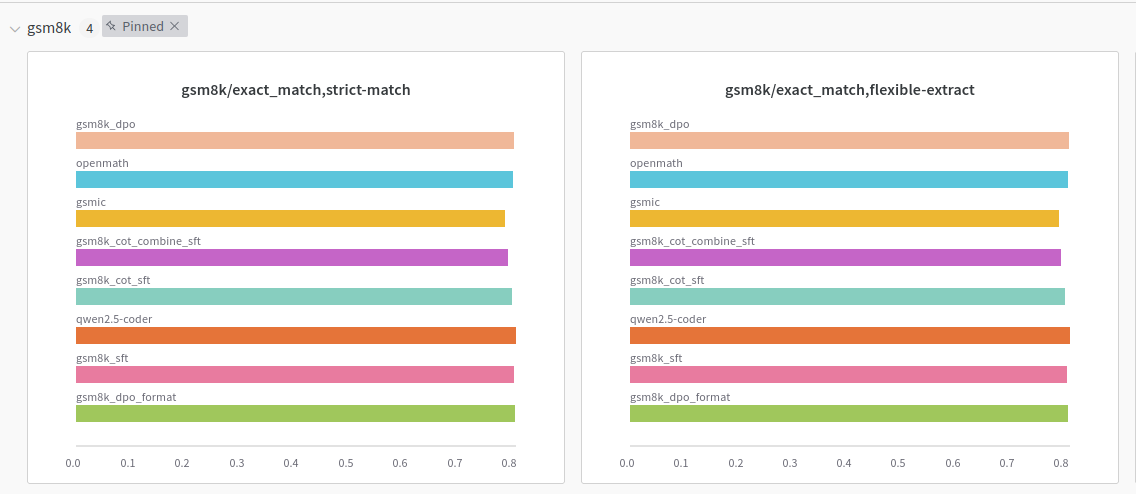 gsm8k 4 Pinned
gsm8k/exact_match,strict-match
gsm8k_dpo
openmath
gsmic
gsm8k_cot_combine_sft
gsm8k_cot_sft
qwen2.5-coder
gsm8k_sft
gsm8k_dpo_format
0.0 0.1 0.2 0.3 0.4 0.5 0.6 0.7 0.8
gsm8k/exact_match,flexible-extract
gsm8k_dpo
openmath
gsmic
gsm8k_cot_combine_sft
gsm8k_cot_sft
qwen2.5-coder
gsm8k_sft
gsm8k_dpo_format
0.0 0.1 0.2 0.3 0.4 0.5 0.6 0.7 0.8